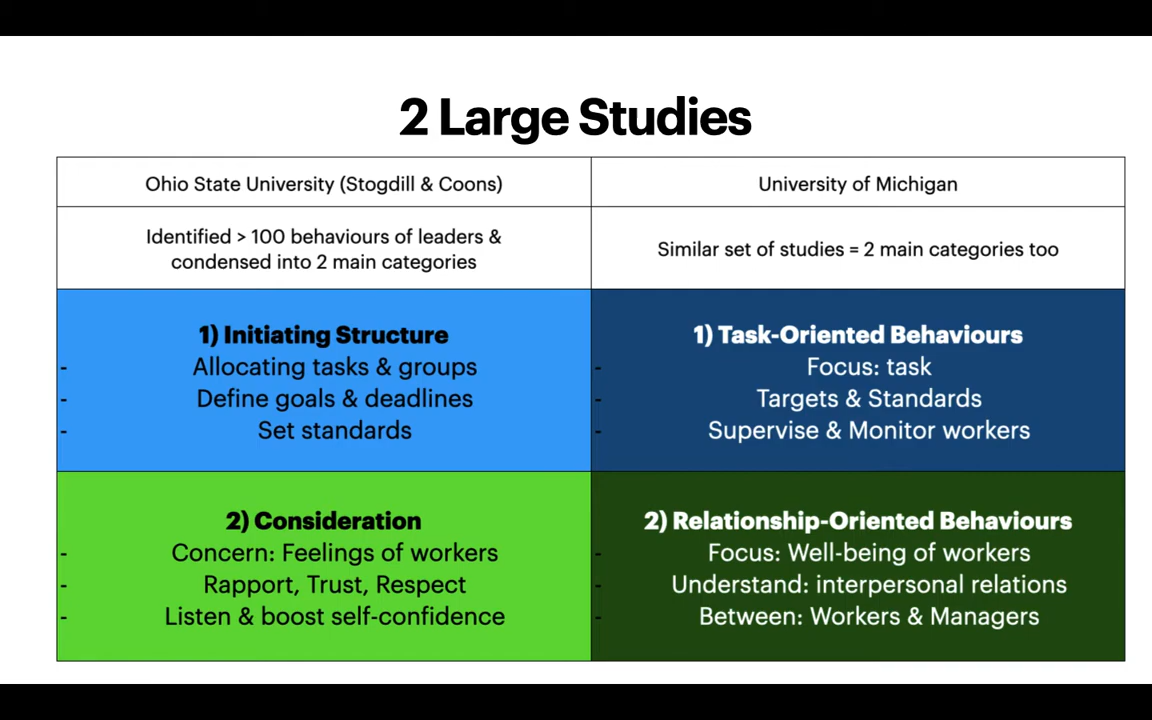 2 Large Studies
Ohio State University (Stogdill & Coons)
University of Michigan
Identified > 100 behaviours of leaders &
condensed into 2 main categories
Similar set of studies = 2 main categories too
1) Initiating Structure
- Allocating tasks & groups
- Define goals & deadlines
- Set standards
1) Task-Oriented Behaviours
- Focus: task
- Targets & Standards
- Supervise & Monitor workers
2) Consideration
- Concern: Feelings of workers
- Rapport, Trust, Respect
- Listen & boost self-confidence
2) Relationship-Oriented Behaviours
- Focus: Well-being of workers
- Understand: interpersonal relations
- Between: Workers & Managers